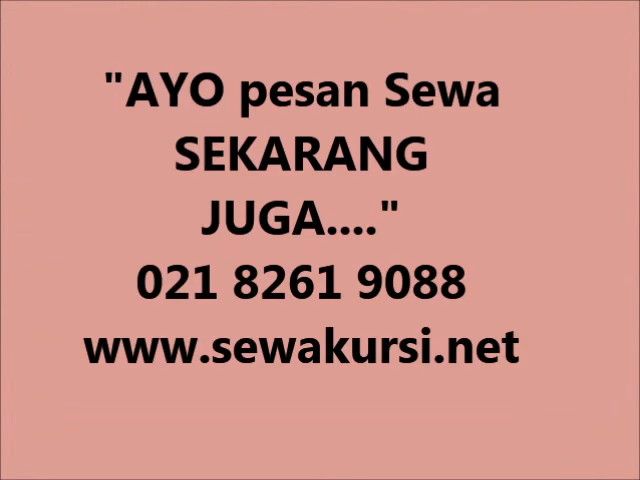 "AYO pesan Sewa
SEKARANG
JUGA...."
021 8261 9088
www.sewakursi.net